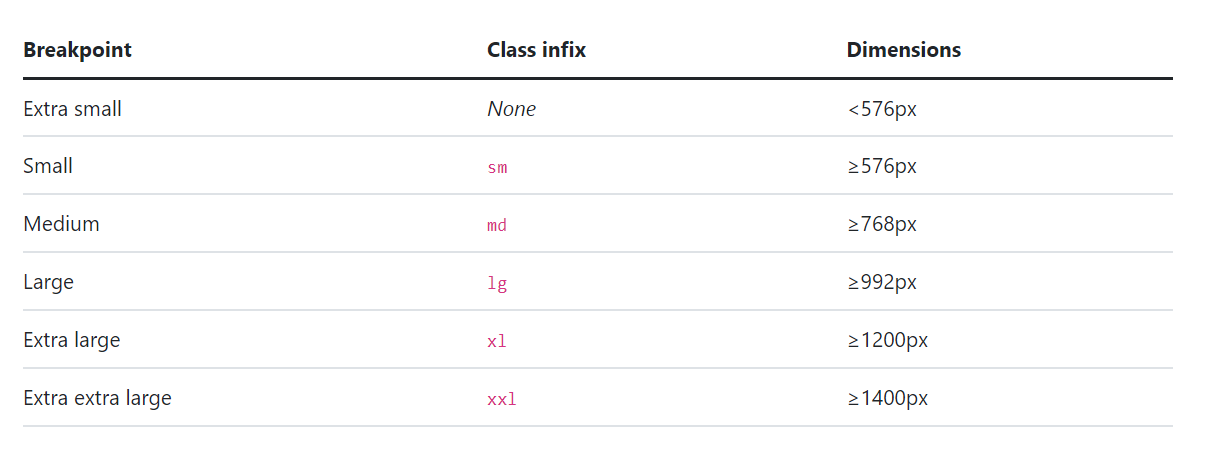 Breakpoint Class infix Dimensions
Extra small None <576px
Small sm ≥576px
Medium md ≥768px
Large lg ≥992px
Extra large xl ≥1200px
Extra extra large xxl ≥1400px